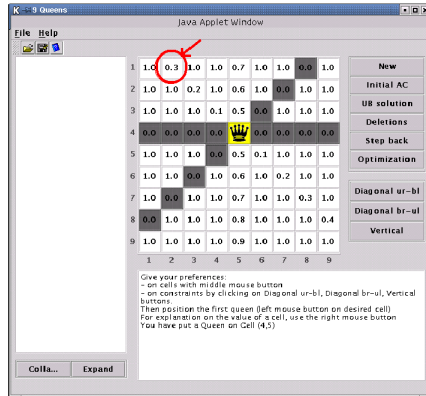 9 Queens
Java Applet Window
File Help
1 1.0 0.3 1.0 1.0 0.7 1.0 1.0 0.0 1.0
2 1.0 1.0 0.2 1.0 0.6 1.0 0.0 1.0 1.0
3 1.0 1.0 1.0 0.1 0.5 0.0 1.0 1.0 1.0
4 0.0 0.0 0.0 0.0 0.0 0.0 0.0 0.0
5 1.0 1.0 1.0 0.0 0.5 0.1 1.0 1.0 1.0
6 1.0 1.0 0.0 1.0 0.6 1.0 0.2 1.0 1.0
7 1.0 0.0 1.0 1.0 0.7 1.0 1.0 0.3 1.0
8 0.0 1.0 1.0 1.0 0.8 1.0 1.0 1.0 0.4
9 1.0 1.0 1.0 1.0 0.9 1.0 1.0 1.0 1.0
1 2 3 4 5 6 7 8 9
New
Initial AC
UB solution
Deletions
Step back
Optimization
Diagonal ur-bl
Diagonal br-ul
Vertical
Give your preferences:
- on cells with middle mouse button
- on constraints by clicking on Diagonal ur-bl, Diagonal br-ul, Vertical
buttons.
Then position the first queen (left mouse button on desired cell)
For explanation on the value of a cell, use the right mouse button
You have put a Queen on Cell (4,5)
Colla... Expand